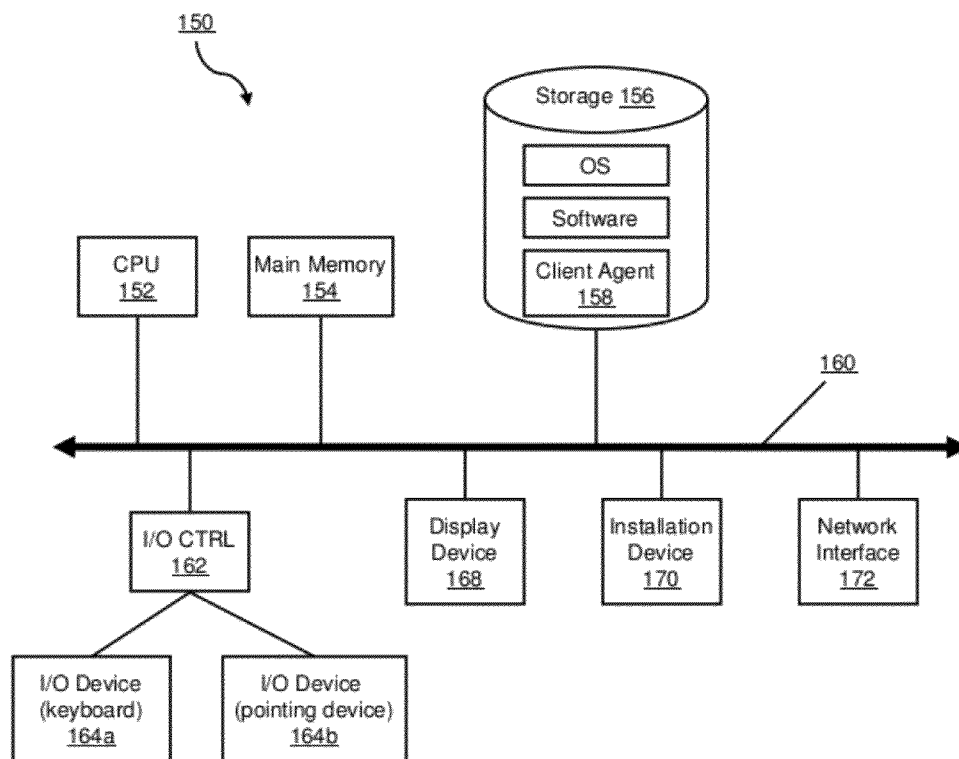 150
Storage 156
OS
Software
Client Agent
158
CPU
152
Main Memory
154
160
I/O CTRL
162
Display
Device
168
Installation
Device
170
Network
Interface
172
I/O Device
(keyboard)
164a
I/O Device
(pointing device)
164b